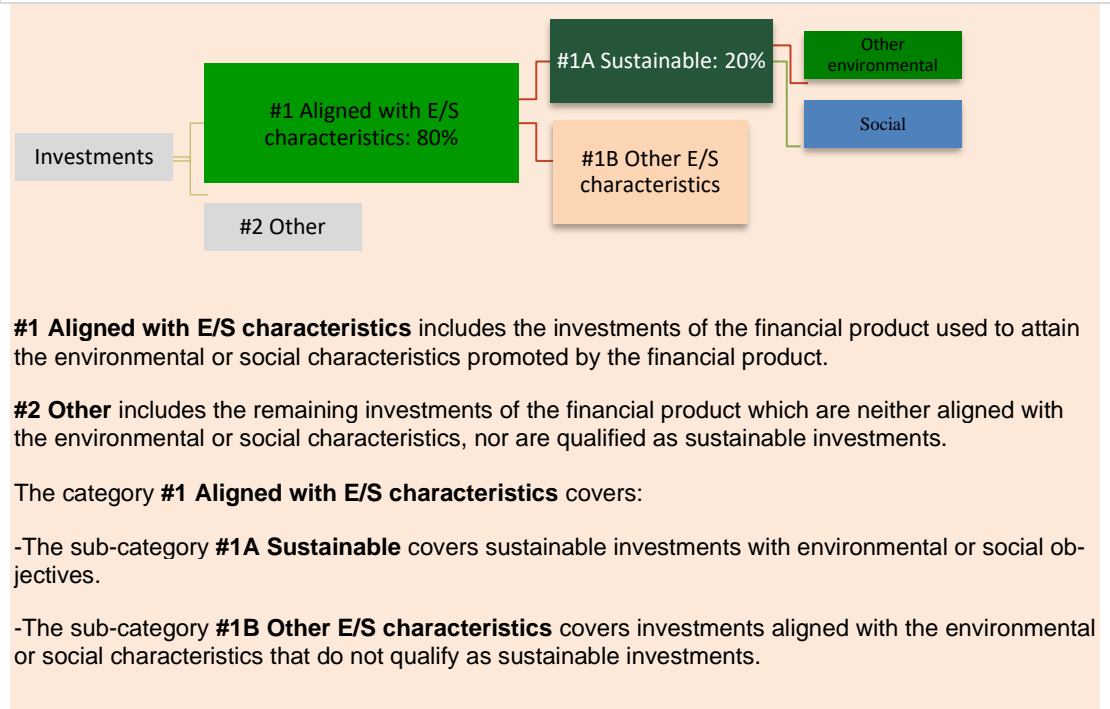 Other
environmental
#1A Sustainable: 20%
#1 Aligned with E/S
characteristics: 80%
Social
Investments
#1B Other E/S
characteristics
#2 Other
#1 Aligned with E/S characteristics includes the investments of the financial product used to attain
the environmental or social characteristics promoted by the financial product.
#2 Other includes the remaining investments of the financial product which are neither aligned with
the environmental or social characteristics, nor are qualified as sustainable investments.
The category #1 Aligned with E/S characteristics covers:
-The sub-category #1A Sustainable covers sustainable investments with environmental or social ob-
jectives.
-The sub-category #1B Other E/S characteristics covers investments aligned with the environmental
or social characteristics that do not qualify as sustainable investments.